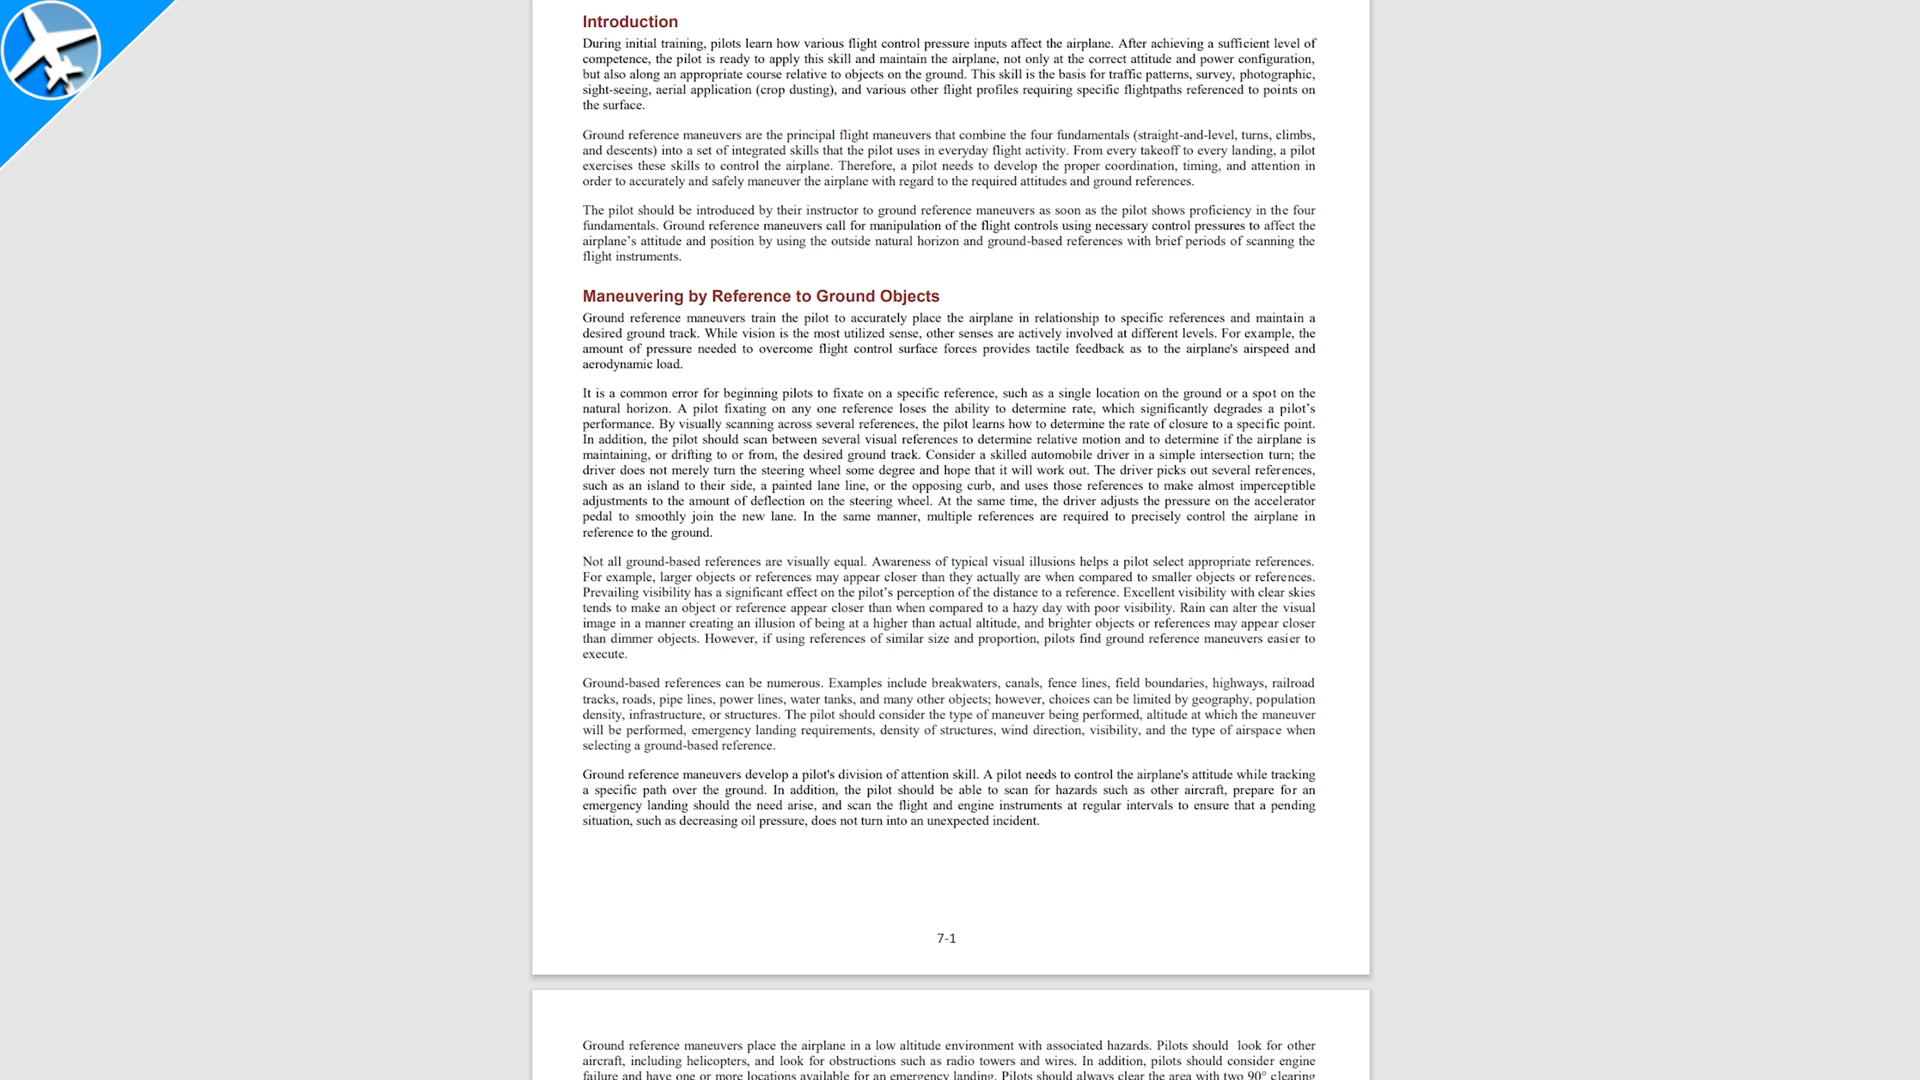 Introduction
During initial training, pilots learn how various flight control pressure inputs affect the airplane. After achieving a sufficient level of
competence, the pilot is ready to apply this skill and maintain the airplane, not only at the correct attitude and power configuration,
but also along an appropriate course relative to objects on the ground. This skill is the basis for traffic patterns, survey, photographic,
sight-seeing, aerial application (crop dusting), and various other flight profiles requiring specific flightpaths referenced to points on
the surface.
Ground reference maneuvers are the principal flight maneuvers that combine the four fundamentals (straight-and-level, turns, climbs,
and descents) into a set of integrated skills that the pilot uses in everyday flight activity. From every takeoff to every landing, a pilot
exercises these skills to control the airplane. Therefore, a pilot needs to develop the proper coordination, timing, and attention in
order to accurately and safely maneuver the airplane with regard to the required attitudes and ground references.
The pilot should be introduced by their instructor to ground reference maneuvers as soon as the pilot shows proficiency in the four
fundamentals. Ground reference maneuvers call for manipulation of the flight controls using necessary control pressures to affect the
airplane’s attitude and position by using the outside natural horizon and ground-based references with brief periods of scanning the
flight instruments.
Maneuvering by Reference to Ground Objects
Ground reference maneuvers train the pilot to accurately place the airplane in relationship to specific references and maintain a
desired ground track. While vision is the most utilized sense, other senses are actively involved at different levels. For example, the
amount of pressure needed to overcome flight control surface forces provides tactile feedback as to the airplane's airspeed and
aerodynamic load.
It is a common error for beginning pilots to fixate on a specific reference, such as a single location on the ground or a spot on the
natural horizon. A pilot fixating on any one reference loses the ability to determine rate, which significantly degrades a pilot’s
performance. By visually scanning across several references, the pilot learns how to determine the rate of closure to a specific point.
In addition, the pilot should scan between several visual references to determine relative motion and to determine if the airplane is
maintaining, or drifting to or from, the desired ground track. Consider a skilled automobile driver in a simple intersection turn; the
driver does not merely turn the steering wheel some degree and hope that it will work out. The driver picks out several references,
such as an island to their side, a painted lane line, or the opposing curb, and uses those references to make almost imperceptible
adjustments to the amount of deflection on the steering wheel. At the same time, the driver adjusts the pressure on the accelerator
pedal to smoothly join the new lane. In the same manner, multiple references are required to precisely control the airplane in
reference to the ground.
Not all ground-based references are visually equal. Awareness of typical visual illusions helps a pilot select appropriate references.
For example, larger objects or references may appear closer than they actually are when compared to smaller objects or references.
Prevailing visibility has a significant effect on the pilot’s perception of the distance to a reference. Excellent visibility with clear skies
tends to make an object or reference appear closer than when compared to a hazy day with poor visibility. Rain can alter the visual
image in a manner creating an illusion of being at a higher than actual altitude, and brighter objects or references may appear closer
than dimmer objects. However, if using references of similar size and proportion, pilots find ground reference maneuvers easier to
execute.
Ground-based references can be numerous. Examples include breakwaters, canals, fence lines, field boundaries, highways, railroad
tracks, roads, pipe lines, power lines, water tanks, and many other objects; however, choices can be limited by geography, population
density, infrastructure, or structures. The pilot should consider the type of maneuver being performed, altitude at which the maneuver
will be performed, emergency landing requirements, density of structures, wind direction, visibility, and the type of airspace when
selecting a ground-based reference.
Ground reference maneuvers develop a pilot's division of attention skill. A pilot needs to control the airplane's attitude while tracking
a specific path over the ground. In addition, the pilot should be able to scan for hazards such as other aircraft, prepare for an
emergency landing should the need arise, and scan the flight and engine instruments at regular intervals to ensure that a pending
situation, such as decreasing oil pressure, does not turn into an unexpected incident.
7-1
Ground reference maneuvers place the airplane in a low altitude environment with associated hazards. Pilots should look for other
aircraft, including helicopters, and look for obstructions such as radio towers and wires. In addition, pilots should consider engine
failure and have one or more locations available for an emergency landing. Pilots should always clear the area with two 90° clearing